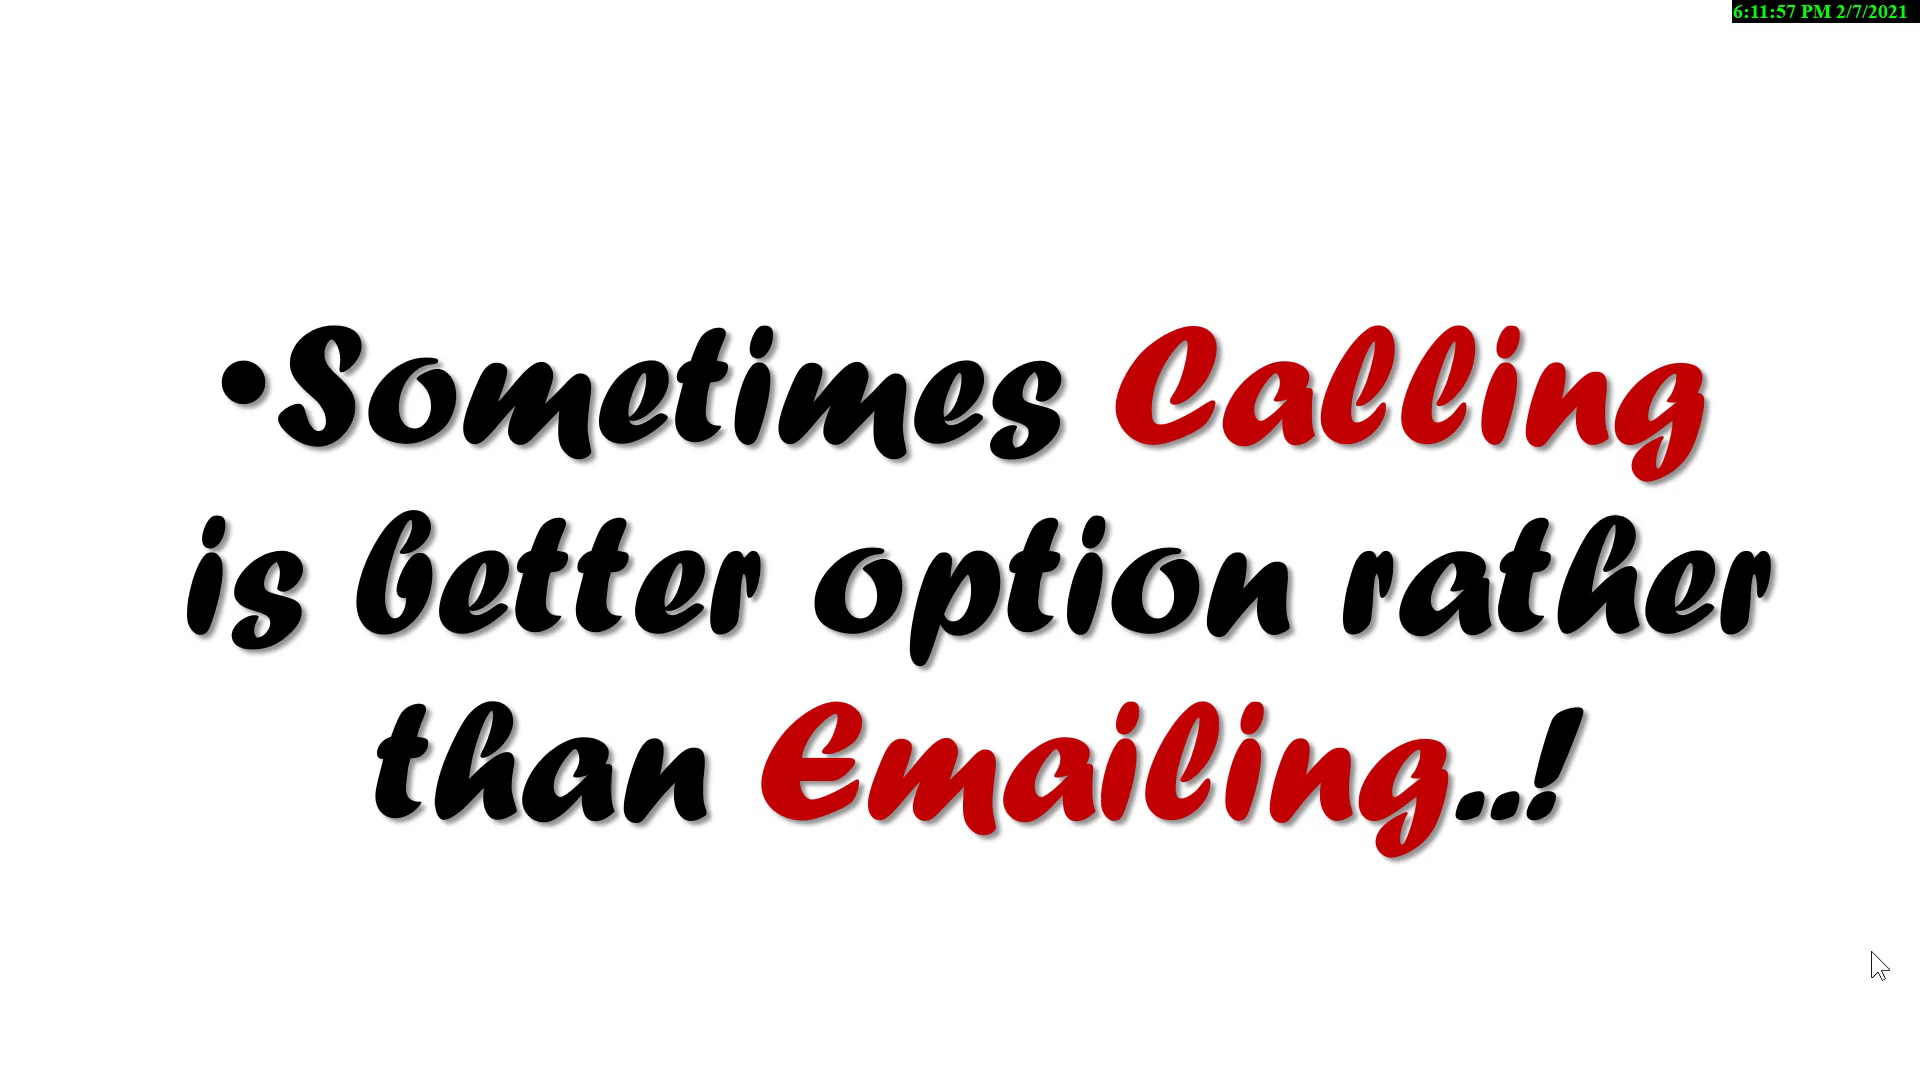 6:11:57 PM 2/7/2021
•Sometimes Calling
is better option rather
than Emailing..!